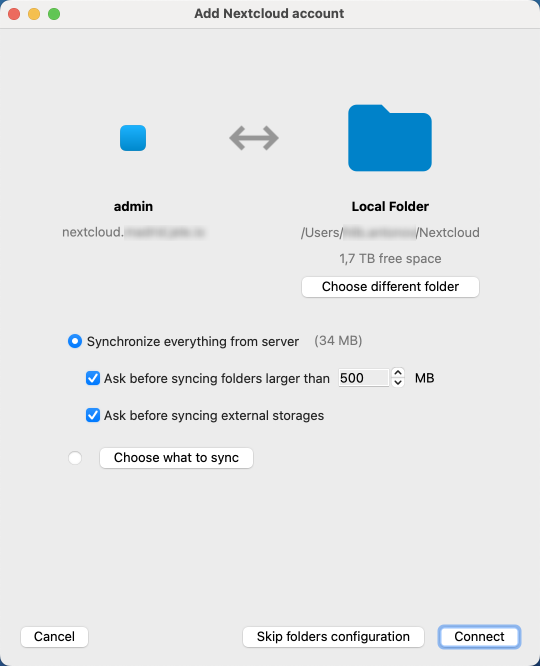 Add Nextcloud account
admin
Local Folder
nextcloud.
/Users/ /Nextcloud
1,7 TB free space
Choose different folder
Synchronize everything from server (34 MB)
Ask before syncing folders larger than 500 MB
Ask before syncing external storages
Choose what to sync
Cancel
Skip folders configuration
Connect